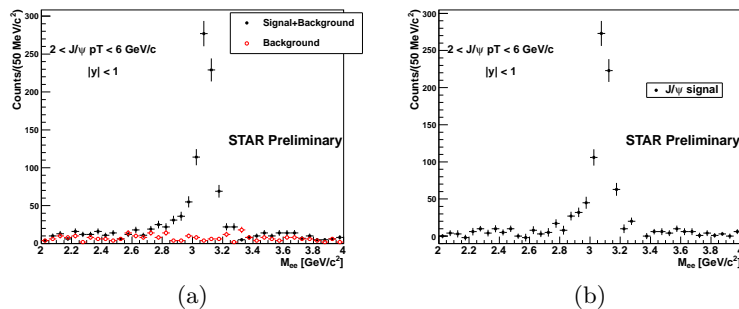 Counts/(50 MeV/c²)
300
250
200
150
100
50
0
2 < J/ψ pT < 6 GeV/c
|y| < 1
Signal+Background
Background
STAR Preliminary
2 2.2 2.4 2.6 2.8 3 3.2 3.4 3.6 3.8 4
M_ee [GeV/c²]
(a)
Counts/(50 MeV/c²)
300
250
200
150
100
50
0
2 < J/ψ pT < 6 GeV/c
|y| < 1
J/ψ signal
STAR Preliminary
2 2.2 2.4 2.6 2.8 3 3.2 3.4 3.6 3.8 4
M_ee [GeV/c²]
(b)